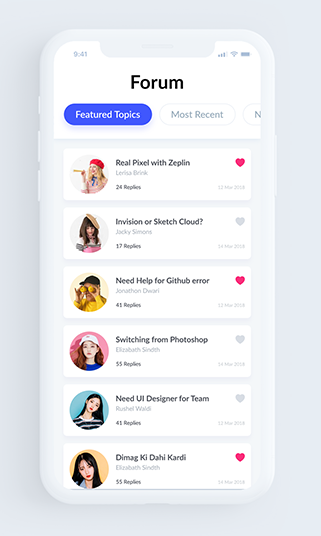 9:41
Forum
Featured Topics
Most Recent
N
Real Pixel with Zeplin
Lerisa Brink
24 Replies
12 Mar 2018
Invision or Sketch Cloud?
Jacky Simons
17 Replies
14 Mar 2018
Need Help for Github error
Jonathon Dwari
41 Replies
12 Mar 2018
Switching from Photoshop
Elizabath Sindth
55 Replies
14 Mar 2018
Need UI Designer for Team
Rushel Waldi
41 Replies
12 Mar 2018
Dimag Ki Dahi Kardi
Elizabath Sindth
55 Replies
14 Mar 2018